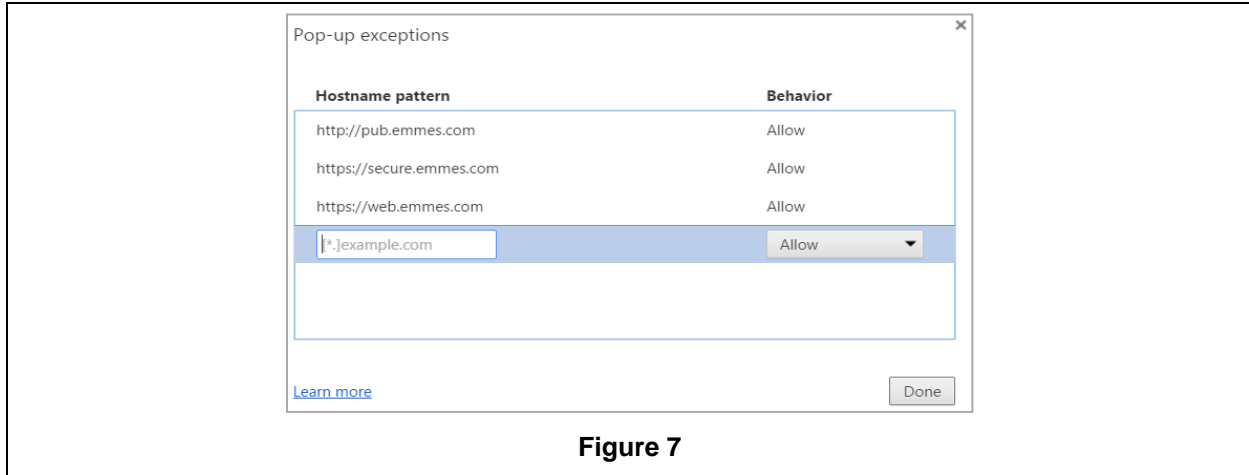 Pop-up exceptions ×
Hostname pattern Behavior
http://pub.emmes.com Allow
https://secure.emmes.com Allow
https://web.emmes.com Allow
[*.]example.com Allow
Learn more Done
Figure 7